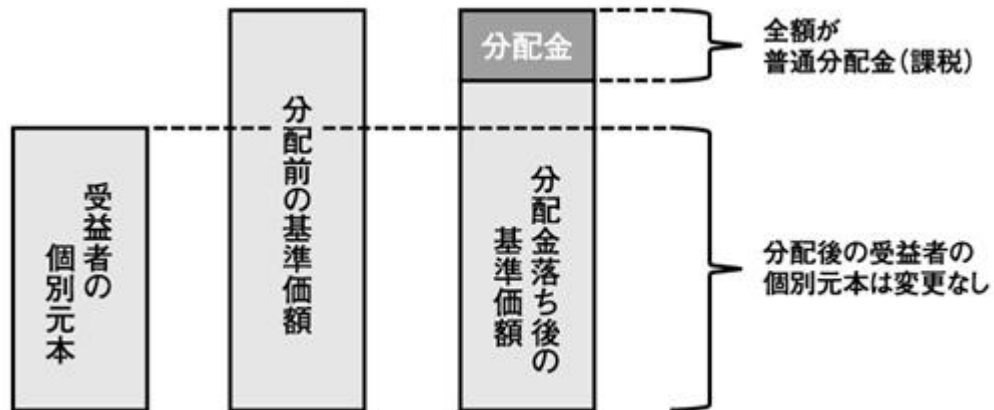 受益者の
個別元本
分配前の基準価額
分配金
分配金落ち後の
基準価額
全額が
普通分配金（課税）
分配後の受益者の
個別元本は変更なし